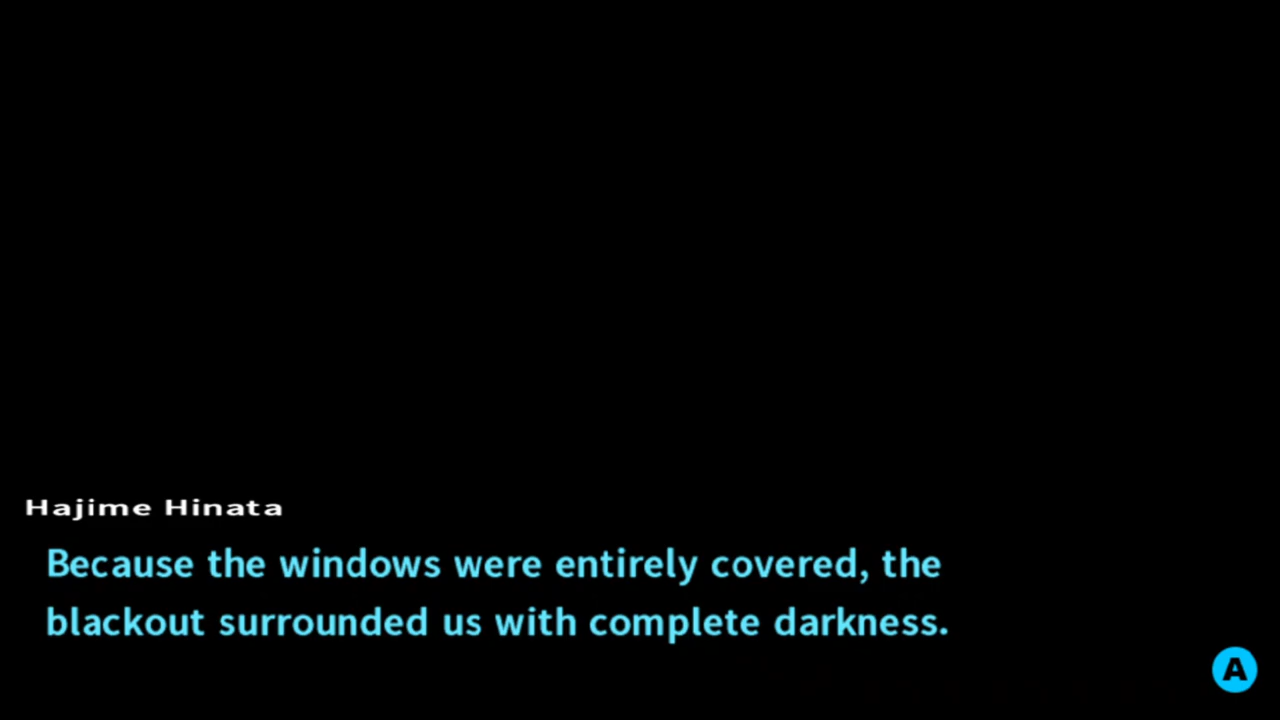 Hajime Hinata
Because the windows were entirely covered, the
blackout surrounded us with complete darkness.
A